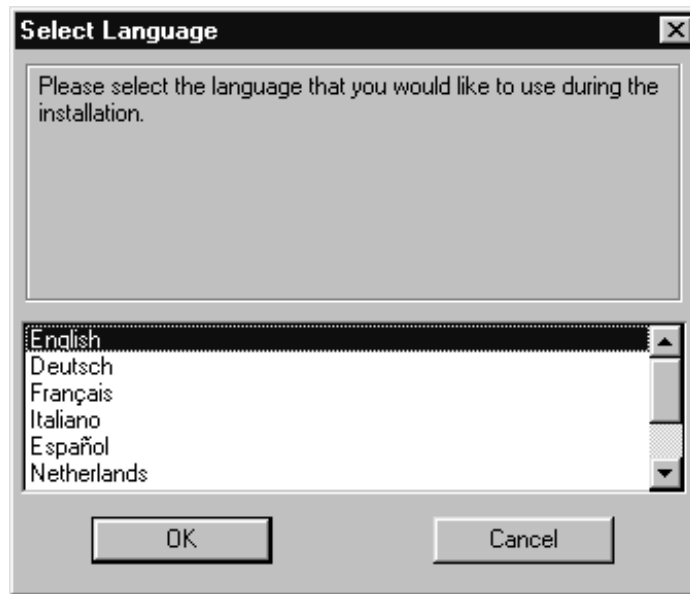 Select Language
Please select the language that you would like to use during the
installation.
English
Deutsch
Français
Italiano
Español
Netherlands
OK
Cancel